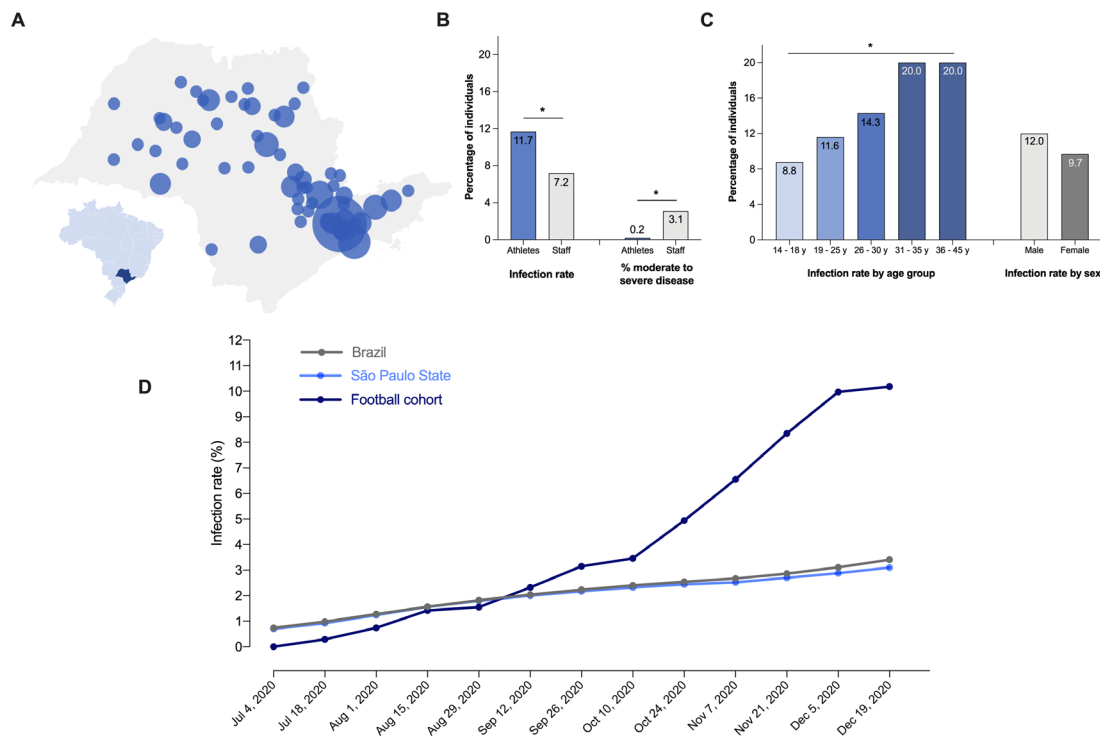 A
B
Percentage of individuals
20
16
12
8
4
0
*
11.7
7.2
*
0.2
3.1
Athletes
Staff
Athletes
Staff
Infection rate
% moderate to
severe disease
C
Percentage of individuals
20
16
12
8
4
0
*
8.8
11.6
14.3
20.0
20.0
12.0
9.7
14 - 18 y
19 - 25 y
26 - 30 y
31 - 35 y
36 - 45 y
Male
Female
Infection rate by age group
Infection rate by sex
D
Infection rate (%)
12
11
10
9
8
7
6
5
4
3
2
1
0
Brazil
São Paulo State
Football cohort
Jul 4, 2020
Jul 18, 2020
Aug 1, 2020
Aug 15, 2020
Aug 29, 2020
Sep 12, 2020
Sep 26, 2020
Oct 10, 2020
Oct 24, 2020
Nov 7, 2020
Nov 21, 2020
Dec 5, 2020
Dec 19, 2020